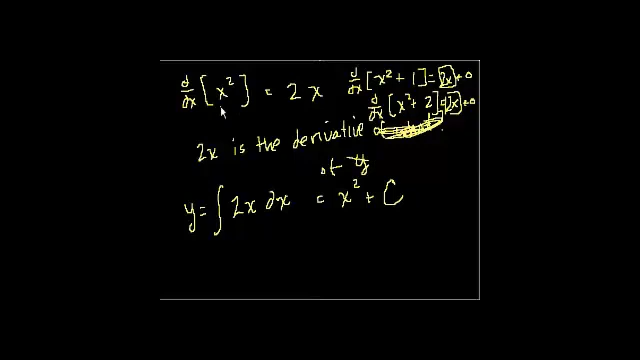 d/dx [x²] = 2x
d/dx [x² + 1] = 2x + 0
d/dx [x² + 2] = 2x + 0
2x is the derivative
of y
y = ∫ 2x dx = x² + C